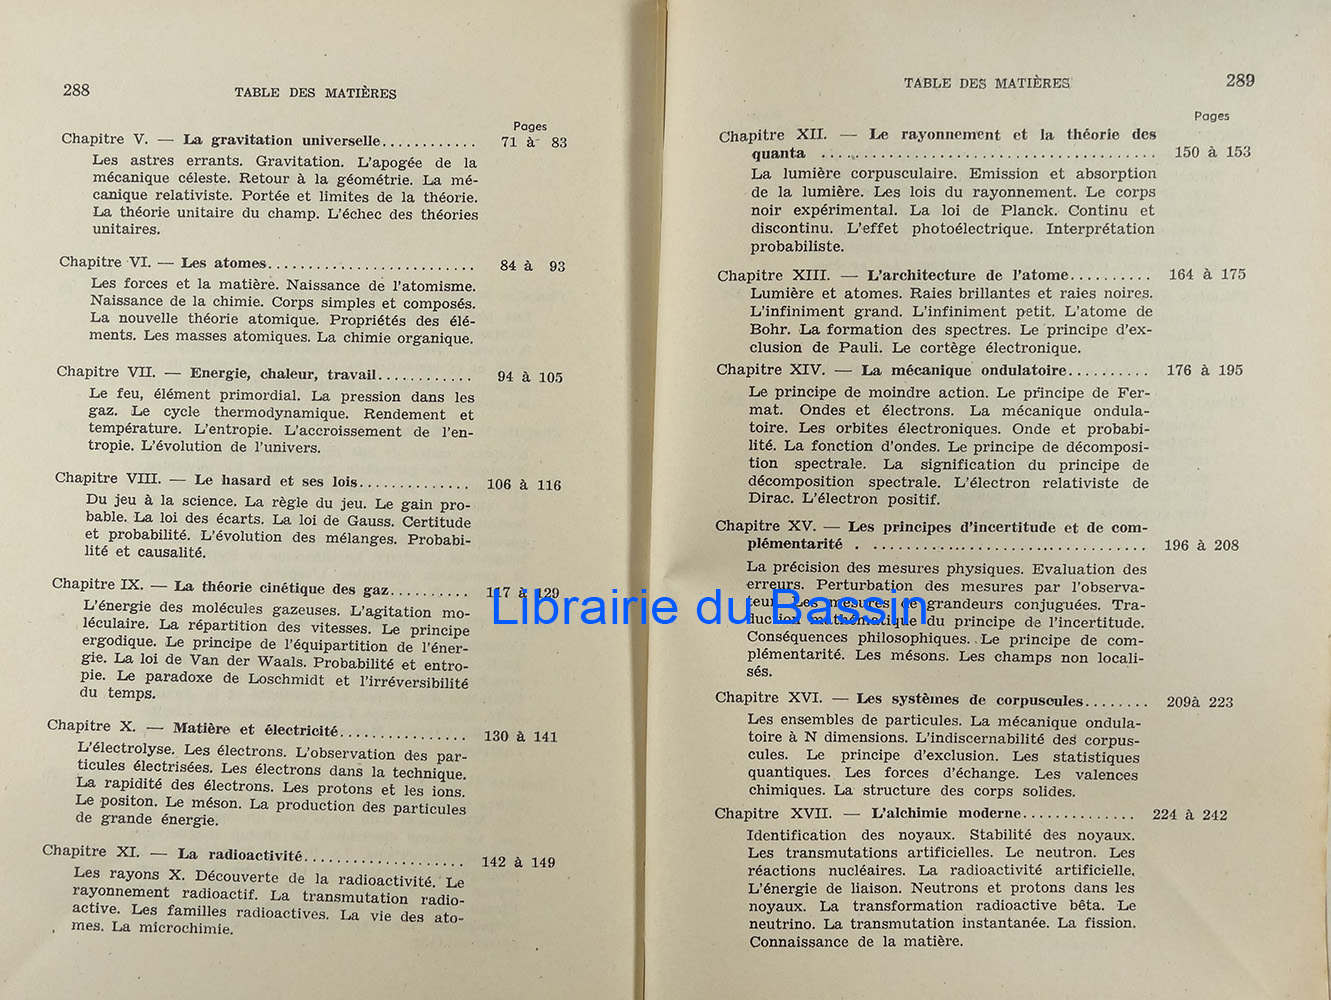 288
TABLE DES MATIÈRES
Pages
Chapitre V. — La gravitation universelle............ 71 à 83
Les astres errants. Gravitation. L'apogée de la
mécanique céleste. Retour à la géométrie. La mé-
canique relativiste. Portée et limites de la théorie.
La théorie unitaire du champ. L'échec des théories
unitaires.
Chapitre VI. — Les atomes.......................... 84 à 93
Les forces et la matière. Naissance de l'atomisme.
Naissance de la chimie. Corps simples et composés.
La nouvelle théorie atomique. Propriétés des élé-
ments. Les masses atomiques. La chimie organique.
Chapitre VII. — Energie, chaleur, travail............ 94 à 105
Le feu, élément primordial. La pression dans les
gaz. Le cycle thermodynamique. Rendement et
température. L'entropie. L'accroissement de l'en-
tropie. L'évolution de l'univers.
Chapitre VIII. — Le hasard et ses lois.............. 106 à 116
Du jeu à la science. La règle du jeu. Le gain pro-
bable. La loi des écarts. La loi de Gauss. Certitude
et probabilité. L'évolution des mélanges. Probabi-
lité et causalité.
Chapitre IX. — La théorie cinétique des gaz.......... 117 à 129
L'énergie des molécules gazeuses. L'agitation mo-
léculaire. La répartition des vitesses. Le principe
ergodique. Le principe de l'équipartition de l'éner-
gie. La loi de Van der Waals. Probabilité et entro-
pie. Le paradoxe de Loschmidt et l'irréversibilité
du temps.
Chapitre X. — Matière et électricité................ 130 à 141
L'électrolyse. Les électrons. L'observation des par-
ticules électrisées. Les électrons dans la technique.
La rapidité des électrons. Les protons et les ions.
Le positon. Le méson. La production des particules
de grande énergie.
Chapitre XI. — La radioactivité.................... 142 à 149
Les rayons X. Découverte de la radioactivité. Le
rayonnement radioactif. La transmutation radio-
active. Les familles radioactives. La vie des ato-
mes. La microchimie.
TABLE DES MATIÈRES
289
Pages
Chapitre XII. — Le rayonnement et la théorie des
quanta ........................................ 150 à 153
La lumière corpusculaire. Emission et absorption
de la lumière. Les lois du rayonnement. Le corps
noir expérimental. La loi de Planck. Continu et
discontinu. L'effet photoélectrique. Interprétation
probabiliste.
Chapitre XIII. — L'architecture de l'atome.......... 164 à 175
Lumière et atomes. Raies brillantes et raies noires.
L'infiniment grand. L'infiniment petit. L'atome de
Bohr. La formation des spectres. Le principe d'ex-
clusion de Pauli. Le cortège électronique.
Chapitre XIV. — La mécanique ondulatoire.......... 176 à 195
Le principe de moindre action. Le principe de Fer-
mat. Ondes et électrons. La mécanique ondula-
toire. Les orbites électroniques. Onde et probabi-
lité. La fonction d'ondes. Le principe de décomposi-
tion spectrale. La signification du principe de
décomposition spectrale. L'électron relativiste de
Dirac. L'électron positif.
Chapitre XV. — Les principes d'incertitude et de com-
plémentarité . ................................. 196 à 208
La précision des mesures physiques. Evaluation des
erreurs. Perturbation des mesures par l'observa-
teur. Les mesures de grandeurs conjuguées. Tra-
duction mathématique du principe de l'incertitude.
Conséquences philosophiques. Le principe de com-
plémentarité. Les mésons. Les champs non locali-
sés.
Chapitre XVI. — Les systèmes de corpuscules........ 209à 223
Les ensembles de particules. La mécanique ondula-
toire à N dimensions. L'indiscernabilité des corpus-
cules. Le principe d'exclusion. Les statistiques
quantiques. Les forces d'échange. Les valences
chimiques. La structure des corps solides.
Chapitre XVII. — L'alchimie moderne.............. 224 à 242
Identification des noyaux. Stabilité des noyaux.
Les transmutations artificielles. Le neutron. Les
réactions nucléaires. La radioactivité artificielle.
L'énergie de liaison. Neutrons et protons dans les
noyaux. La transformation radioactive bêta. Le
neutrino. La transmutation instantanée. La fission.
Connaissance de la matière.
Librairie du Bassin